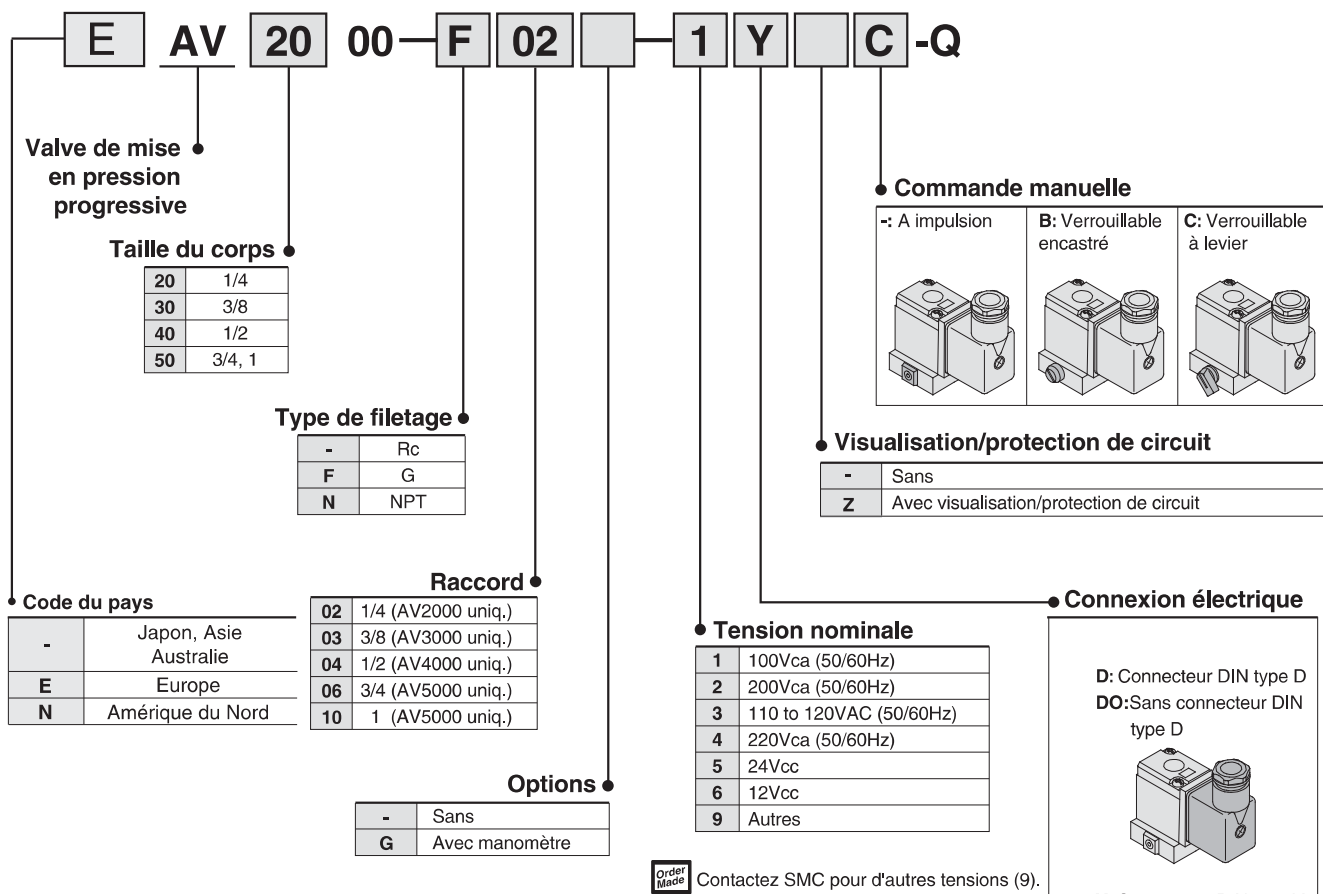 E AV 20 00 — F 02 — 1 Y C -Q
Valve de mise
en pression
progressive
Taille du corps
20 1/4
30 3/8
40 1/2
50 3/4, 1
Type de filetage
- Rc
F G
N NPT
Code du pays
- Japon, Asie
Australie
E Europe
N Amérique du Nord
Raccord
02 1/4 (AV2000 uniq.)
03 3/8 (AV3000 uniq.)
04 1/2 (AV4000 uniq.)
06 3/4 (AV5000 uniq.)
10 1 (AV5000 uniq.)
Options
- Sans
G Avec manomètre
Commande manuelle
-: A impulsion
B: Verrouillable
encastré
C: Verrouillable
à levier
Visualisation/protection de circuit
- Sans
Z Avec visualisation/protection de circuit
Tension nominale
1 100Vca (50/60Hz)
2 200Vca (50/60Hz)
3 110 to 120VAC (50/60Hz)
4 220Vca (50/60Hz)
5 24Vcc
6 12Vcc
9 Autres
Order
Made
Contactez SMC pour d'autres tensions (9).
Connexion électrique
D: Connecteur DIN type D
DO:Sans connecteur DIN
type D